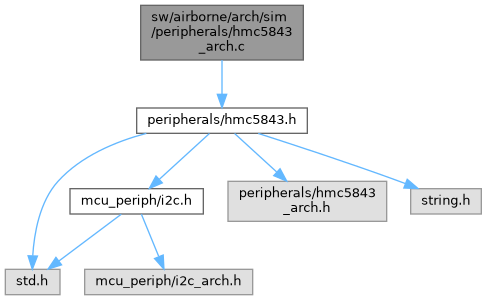 sw/airborne/arch/sim
/peripherals/hmc5843
_arch.c
peripherals/hmc5843.h
mcu_periph/i2c.h
peripherals/hmc5843
_arch.h
string.h
std.h
mcu_periph/i2c_arch.h